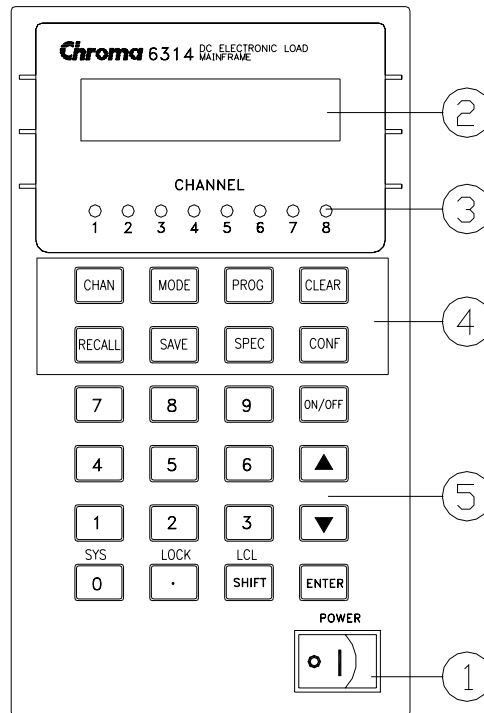 Chroma 6314 DC ELECTRONIC LOAD MAINFRAME
2
CHANNEL
3
1 2 3 4 5 6 7 8
CHAN MODE PROG CLEAR
4
RECALL SAVE SPEC CONF
7 8 9 ON/OFF
4 5 6 ▲
5
1 2 3 ▼
SYS LOCK LCL
0 . SHIFT ENTER
POWER
1